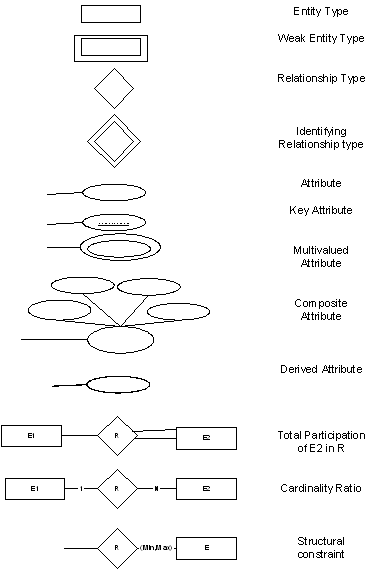 Entity Type
Weak Entity Type
Relationship Type
Identifying
Relationship type
Attribute
Key Attribute
Multivalued
Attribute
Composite
Attribute
Derived Attribute
E1 R E2
Total Participation
of E2 in R
E1 1 R N E2
Cardinality Ratio
R (Min,Max) E
Structural
constraint